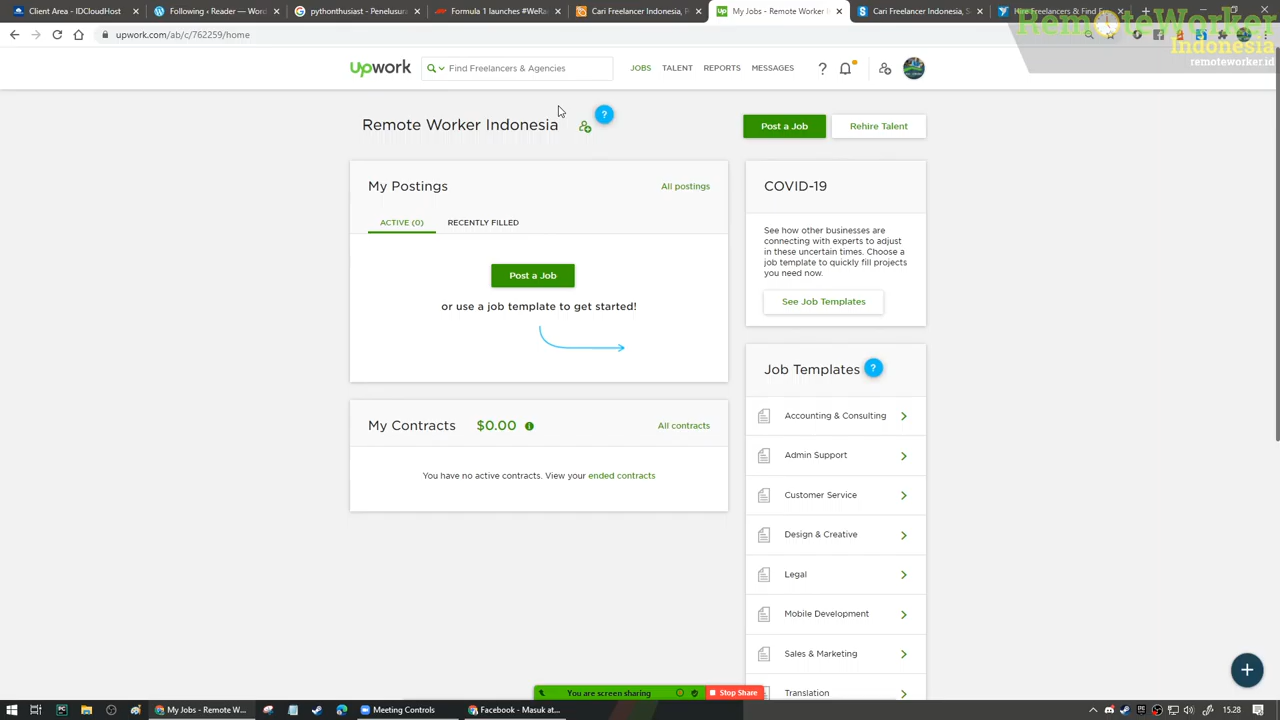 Client Area - IDCloudHost
Following ‹ Reader — Wor
pythonthusiast - Penelusura
Formula 1 launches #WeRac
Cari Freelancer Indonesia, P
My Jobs - Remote Worker I
Cari Freelancer Indonesia, S
Hire Freelancers & Find Fre
upwork.com/ab/c/762259/home
RemoteWorker
Indonesia
remoteworker.id
upwork
Find Freelancers & Agencies
JOBS
TALENT
REPORTS
MESSAGES
?
Remote Worker Indonesia
?
Post a Job
Rehire Talent
My Postings
All postings
ACTIVE (0)
RECENTLY FILLED
Post a Job
or use a job template to get started!
COVID-19
See how other businesses are
connecting with experts to adjust
in these uncertain times. Choose a
job template to quickly fill projects
you need now.
See Job Templates
My Contracts
$0.00
All contracts
You have no active contracts. View your ended contracts
Job Templates
?
Accounting & Consulting
Admin Support
Customer Service
Design & Creative
Legal
Mobile Development
Sales & Marketing
Translation
You are screen sharing
Stop Share
My Jobs - Remote W...
Meeting Controls
Facebook - Masuk at...
15.28